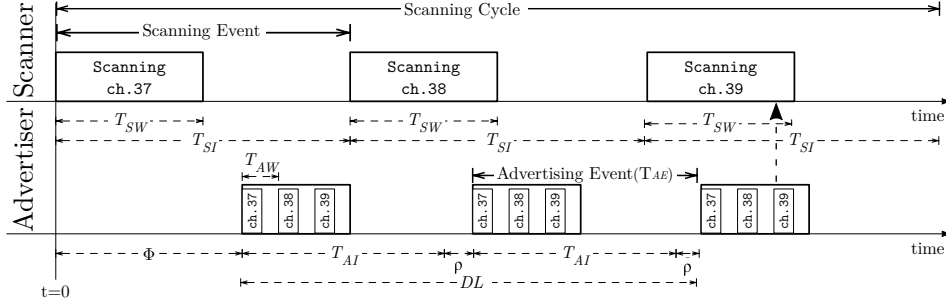 Scanning Cycle
Scanning Event
Scanner
Scanning
ch.37
Scanning
ch.38
Scanning
ch.39
time
T_SW
T_SW
T_SW
T_SI
T_SI
T_SI
Advertiser
T_AW
Advertising Event(T_AE)
ch.37
ch.38
ch.39
ch.37
ch.38
ch.39
ch.37
ch.38
ch.39
time
Φ
T_AI
ρ
T_AI
ρ
DL
t=0